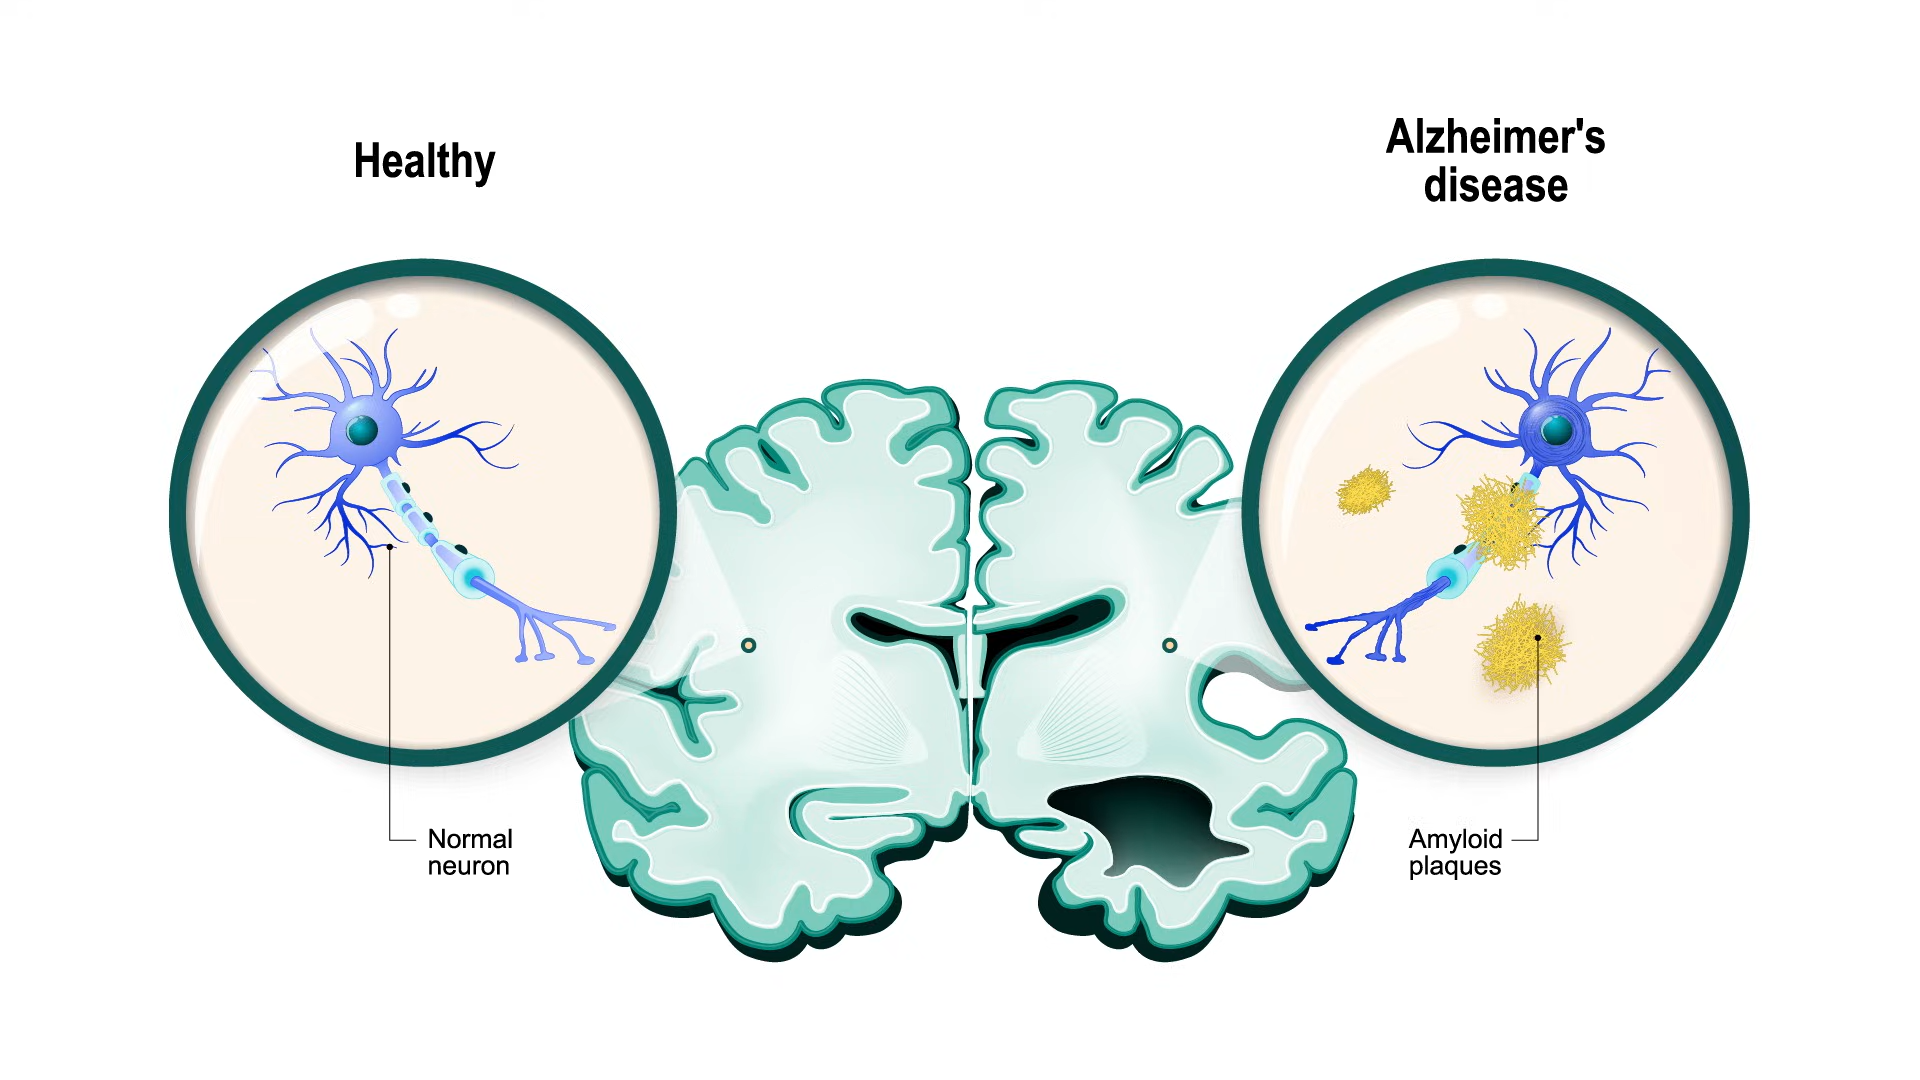 Healthy
Alzheimer's
disease
Normal
neuron
Amyloid
plaques